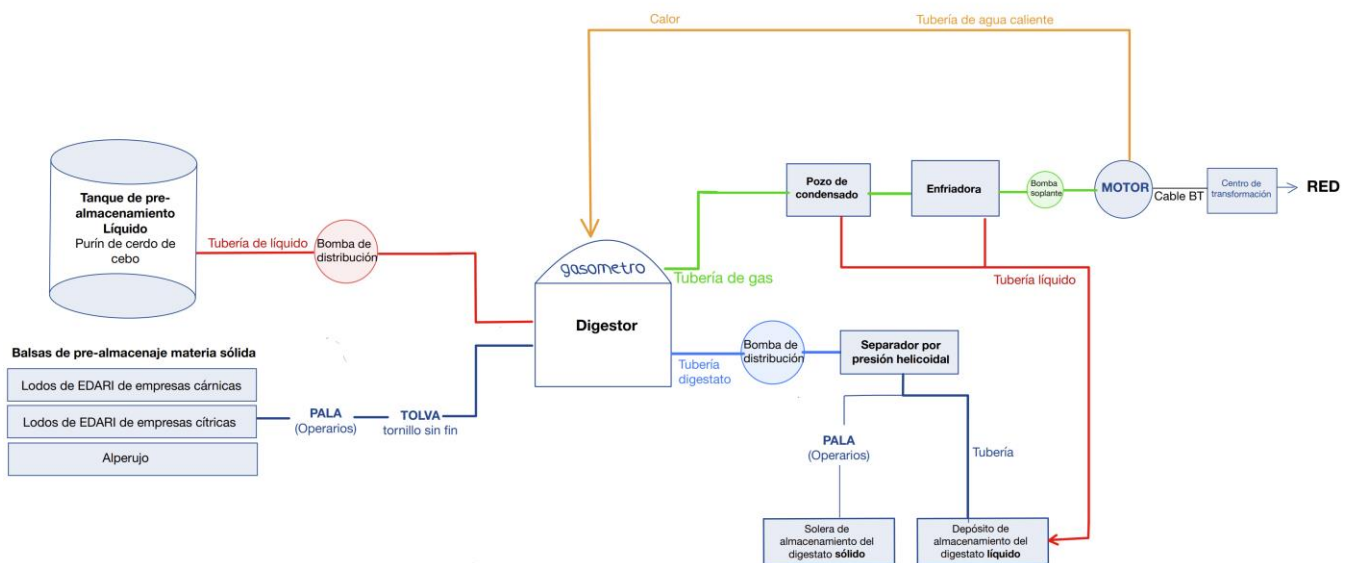 Calor
Tubería de agua caliente
Tanque de pre-
almacenamiento
Líquido
Purín de cerdo de
cebo
Tubería de líquido
Bomba de
distribución
Pozo de
condensado
Enfriadora
Bomba
soplante
MOTOR
Cable BT
Centro de
transformación
RED
gasometro
Tubería de gas
Tubería líquido
Digestor
Balsas de pre-almacenaje materia sólida
Lodos de EDARI de empresas cárnicas
Lodos de EDARI de empresas cítricas
Alperujo
PALA
(Operarios)
TOLVA
tornillo sin fin
Tubería
digestato
Bomba de
distribución
Separador por
presión helicoidal
PALA
(Operarios)
Tubería
Solera de
almacenamiento del
digestato sólido
Depósito de
almacenamiento del
digestato líquido